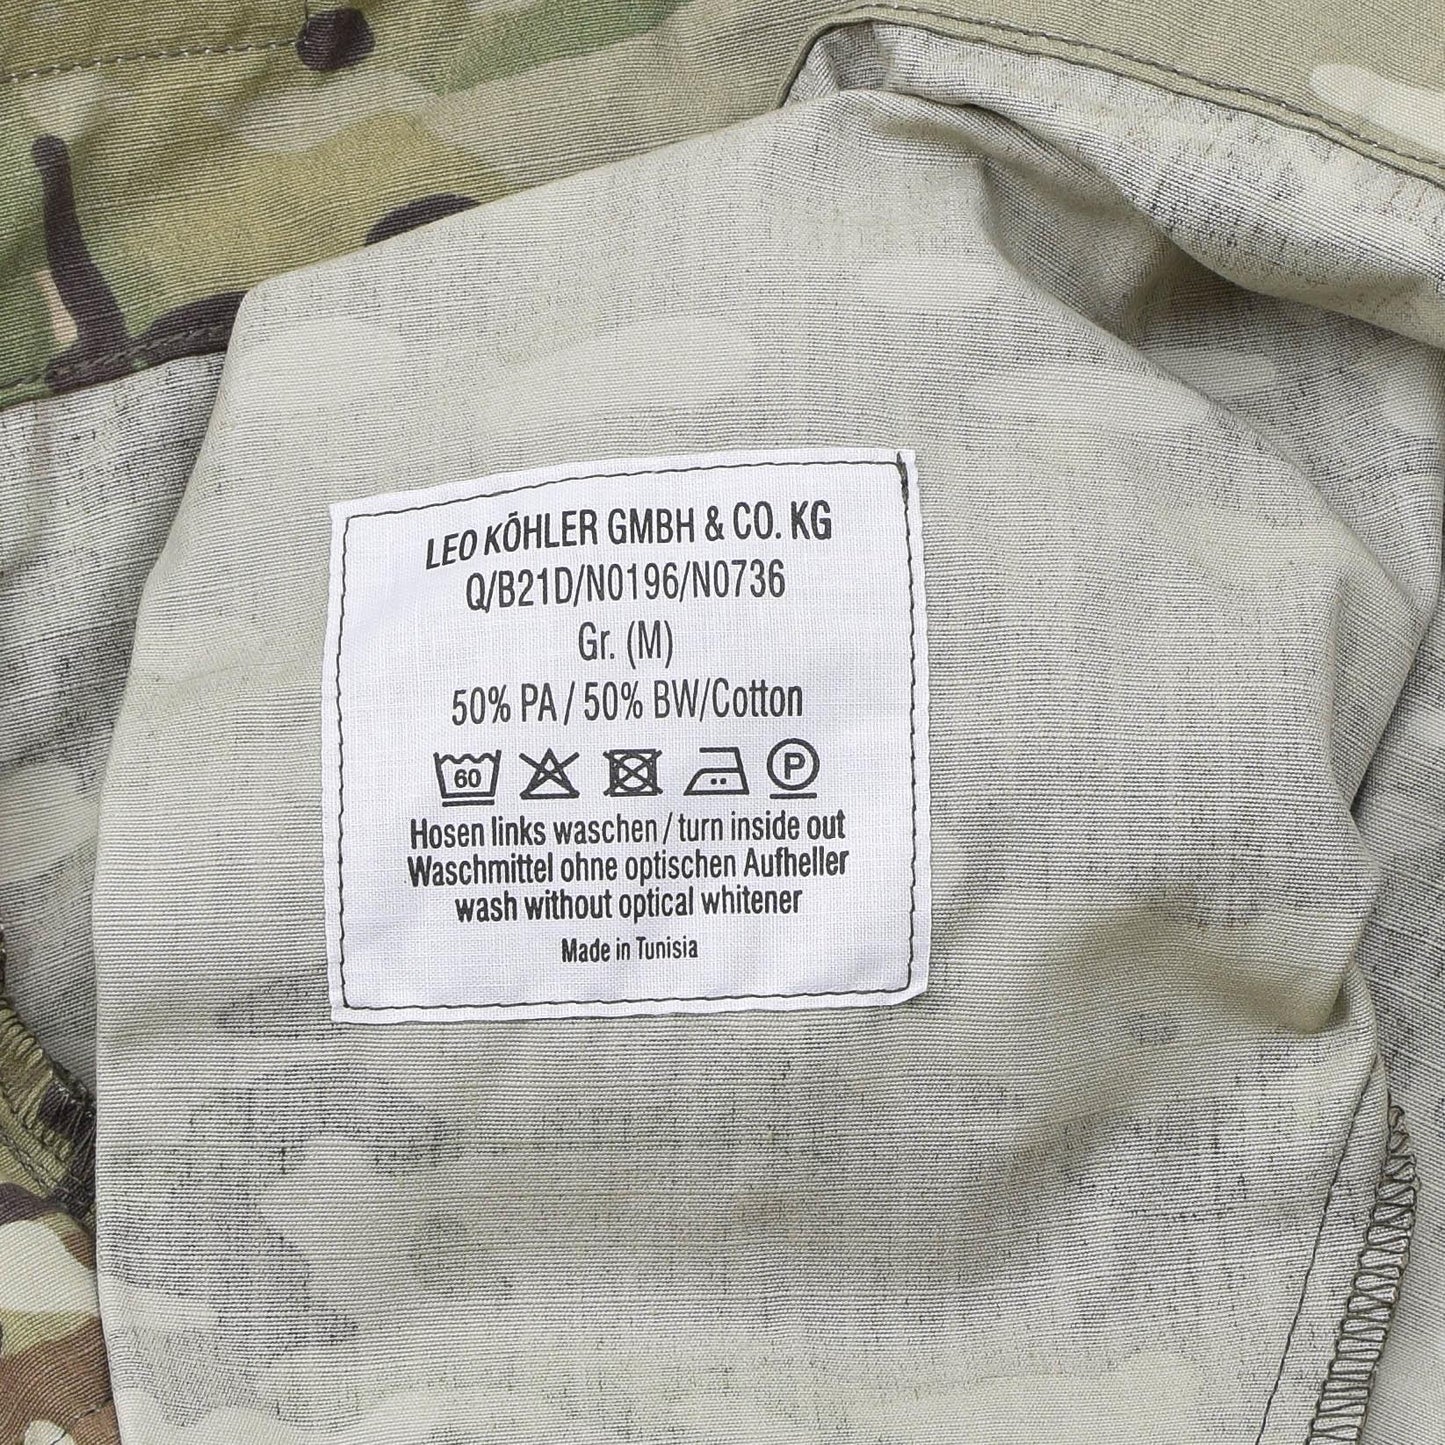 LEO KÖHLER GMBH & CO. KG
Q/B21D/N0196/N0736
Gr. (M)
50% PA / 50% BW/Cotton
60 P
Hosen links waschen / turn inside out
Waschmittel ohne optischen Aufheller
wash without optical whitener
Made in Tunisia